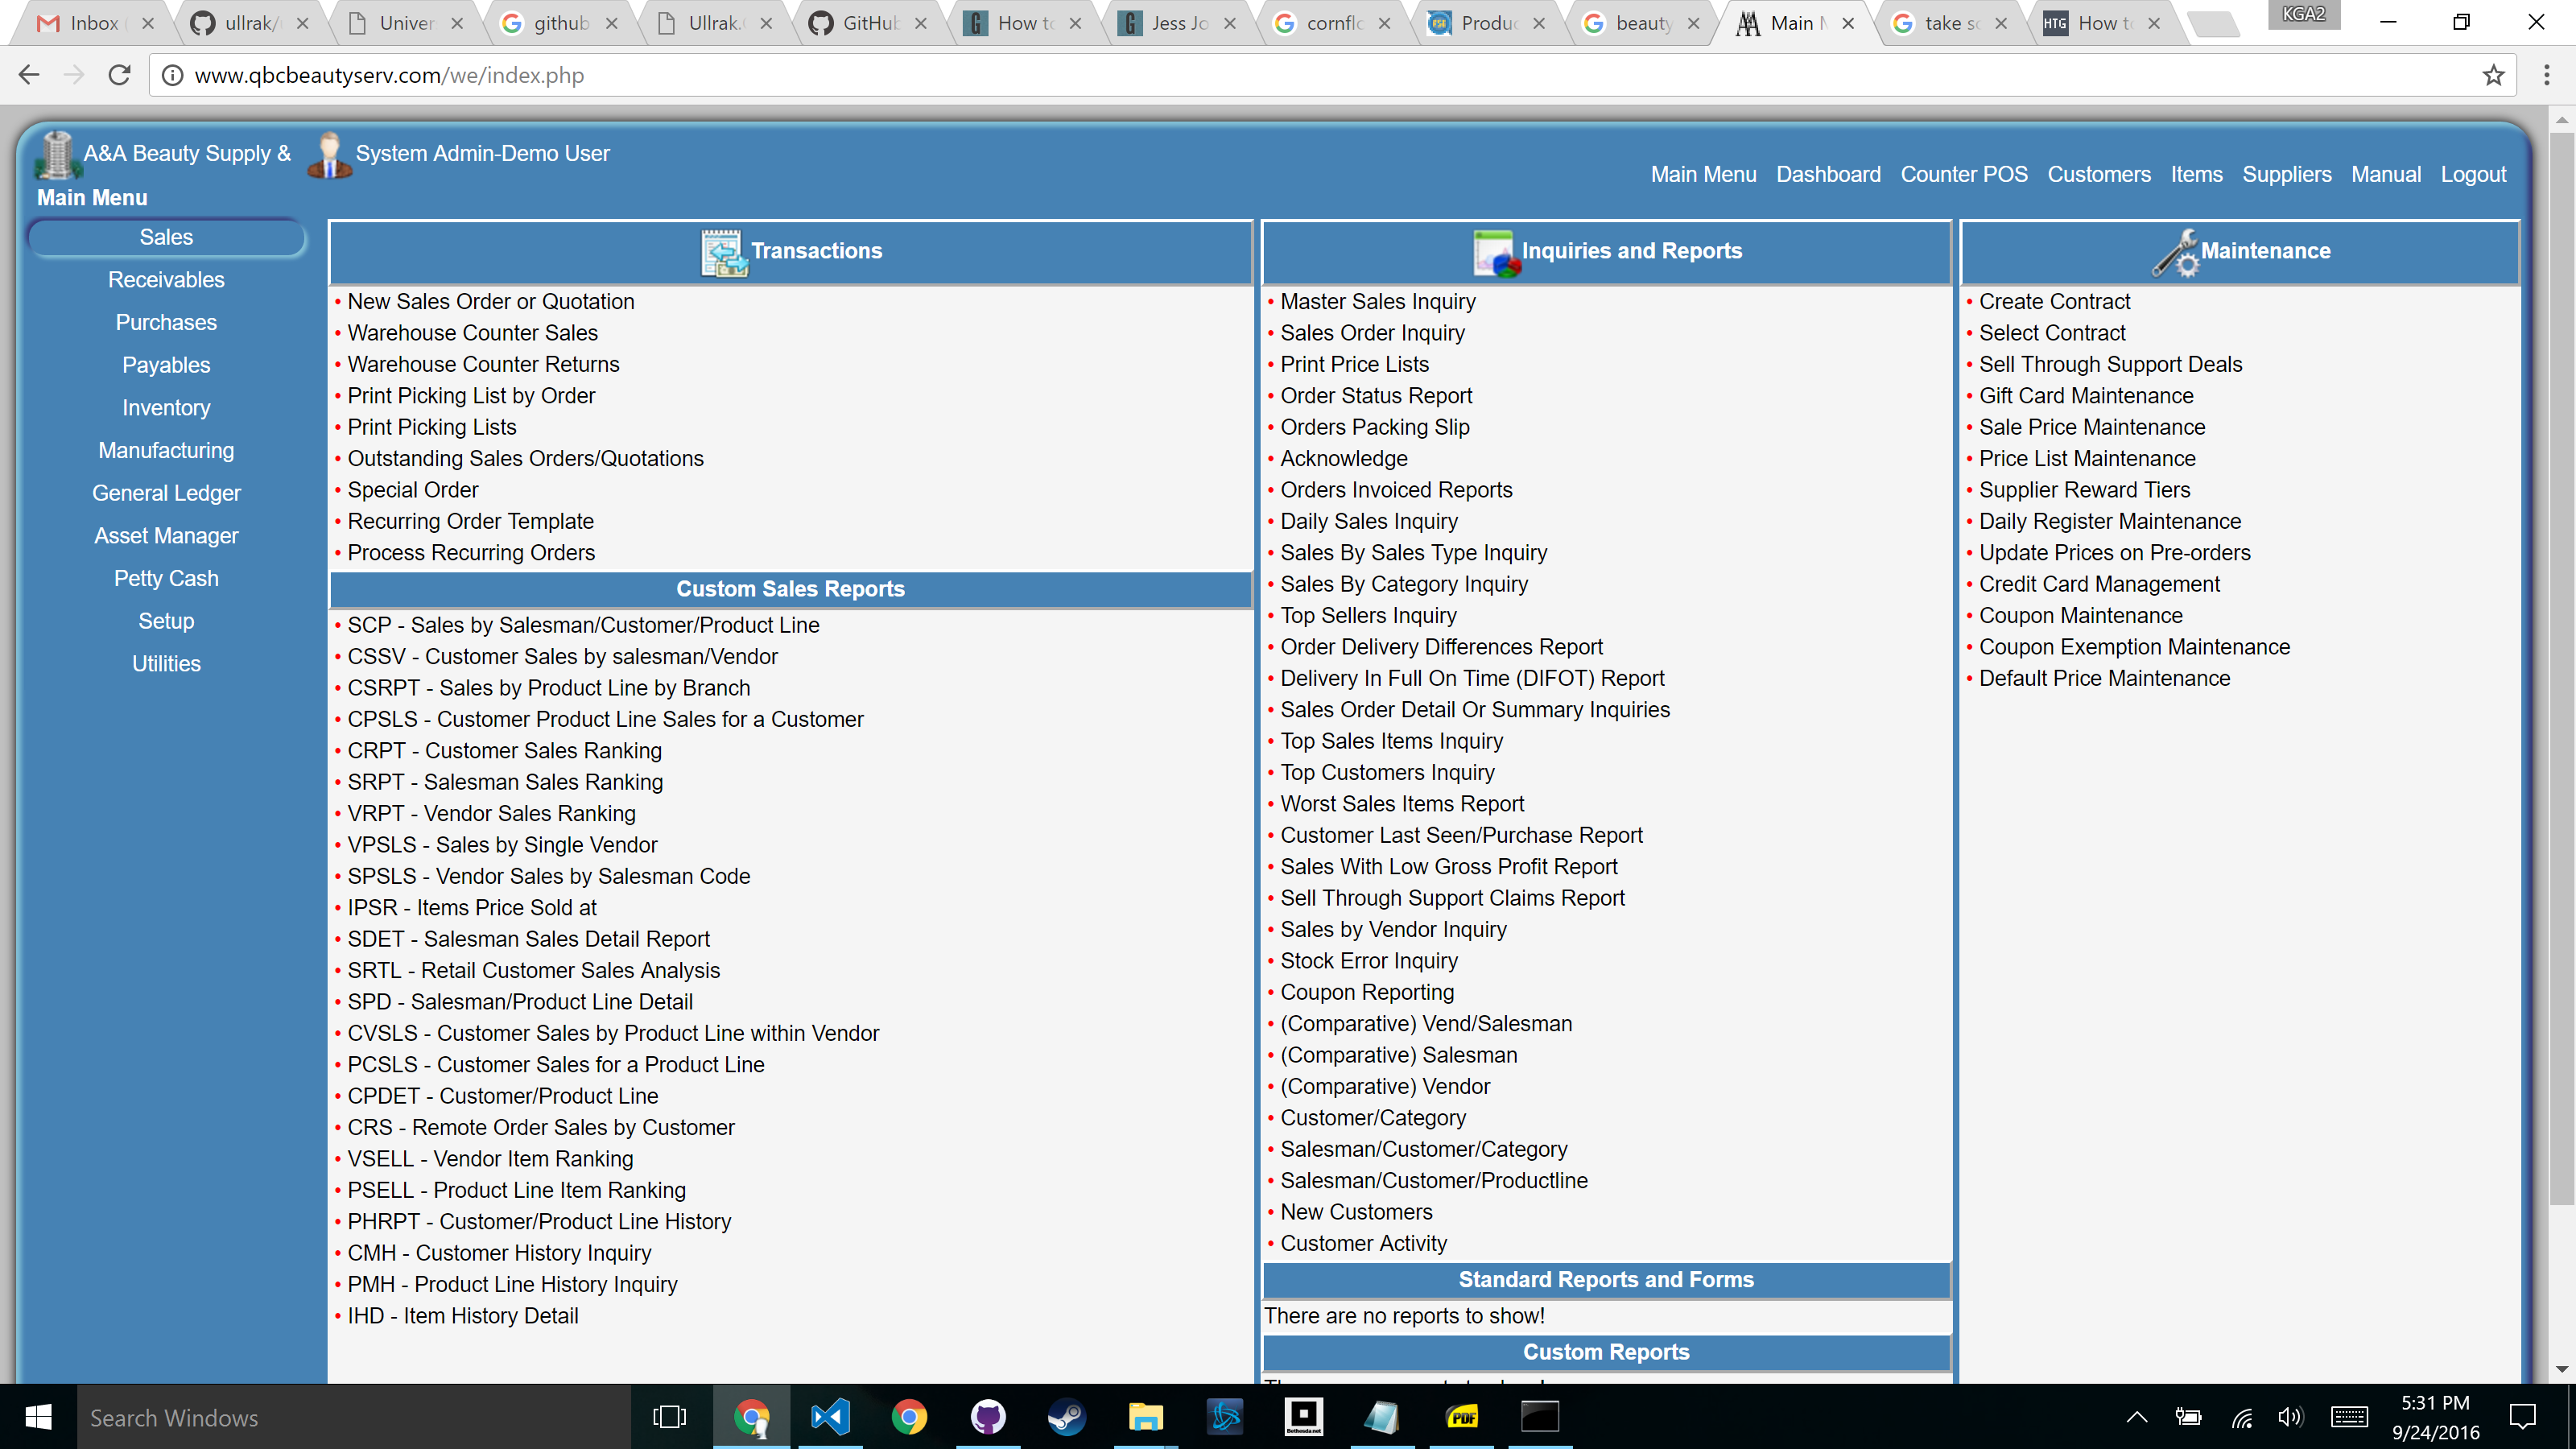 Inbox (
ullrak/
Univer
github
Ullrak.
GitHub
How to
Jess Jo
cornflo
Produc
beauty
Main M
take sc
How to
KGA2
www.qbcbeautyserv.com/we/index.php
A&A Beauty Supply &
System Admin-Demo User
Main Menu Dashboard Counter POS Customers Items Suppliers Manual Logout
Main Menu
Sales
Receivables
Purchases
Payables
Inventory
Manufacturing
General Ledger
Asset Manager
Petty Cash
Setup
Utilities
Transactions
• New Sales Order or Quotation
• Warehouse Counter Sales
• Warehouse Counter Returns
• Print Picking List by Order
• Print Picking Lists
• Outstanding Sales Orders/Quotations
• Special Order
• Recurring Order Template
• Process Recurring Orders
Custom Sales Reports
• SCP - Sales by Salesman/Customer/Product Line
• CSSV - Customer Sales by salesman/Vendor
• CSRPT - Sales by Product Line by Branch
• CPSLS - Customer Product Line Sales for a Customer
• CRPT - Customer Sales Ranking
• SRPT - Salesman Sales Ranking
• VRPT - Vendor Sales Ranking
• VPSLS - Sales by Single Vendor
• SPSLS - Vendor Sales by Salesman Code
• IPSR - Items Price Sold at
• SDET - Salesman Sales Detail Report
• SRTL - Retail Customer Sales Analysis
• SPD - Salesman/Product Line Detail
• CVSLS - Customer Sales by Product Line within Vendor
• PCSLS - Customer Sales for a Product Line
• CPDET - Customer/Product Line
• CRS - Remote Order Sales by Customer
• VSELL - Vendor Item Ranking
• PSELL - Product Line Item Ranking
• PHRPT - Customer/Product Line History
• CMH - Customer History Inquiry
• PMH - Product Line History Inquiry
• IHD - Item History Detail
Inquiries and Reports
• Master Sales Inquiry
• Sales Order Inquiry
• Print Price Lists
• Order Status Report
• Orders Packing Slip
• Acknowledge
• Orders Invoiced Reports
• Daily Sales Inquiry
• Sales By Sales Type Inquiry
• Sales By Category Inquiry
• Top Sellers Inquiry
• Order Delivery Differences Report
• Delivery In Full On Time (DIFOT) Report
• Sales Order Detail Or Summary Inquiries
• Top Sales Items Inquiry
• Top Customers Inquiry
• Worst Sales Items Report
• Customer Last Seen/Purchase Report
• Sales With Low Gross Profit Report
• Sell Through Support Claims Report
• Sales by Vendor Inquiry
• Stock Error Inquiry
• Coupon Reporting
• (Comparative) Vend/Salesman
• (Comparative) Salesman
• (Comparative) Vendor
• Customer/Category
• Salesman/Customer/Category
• Salesman/Customer/Productline
• New Customers
• Customer Activity
Standard Reports and Forms
There are no reports to show!
Custom Reports
Maintenance
• Create Contract
• Select Contract
• Sell Through Support Deals
• Gift Card Maintenance
• Sale Price Maintenance
• Price List Maintenance
• Supplier Reward Tiers
• Daily Register Maintenance
• Update Prices on Pre-orders
• Credit Card Management
• Coupon Maintenance
• Coupon Exemption Maintenance
• Default Price Maintenance
Search Windows
PDF
5:31 PM
9/24/2016